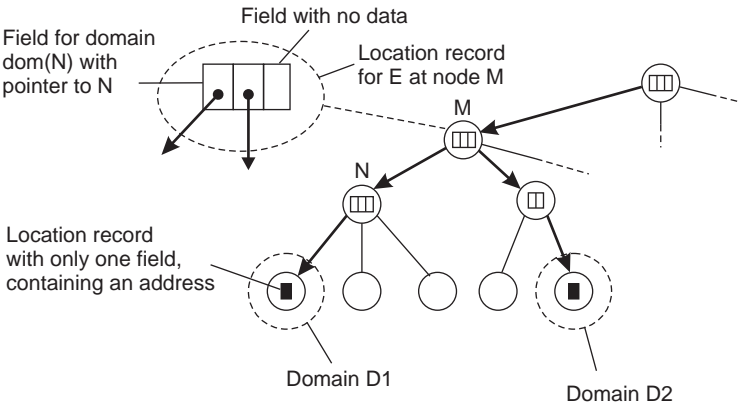 Field with no data
Field for domain
dom(N) with
pointer to N
Location record
for E at node M
M
N
Location record
with only one field,
containing an address
Domain D1
Domain D2